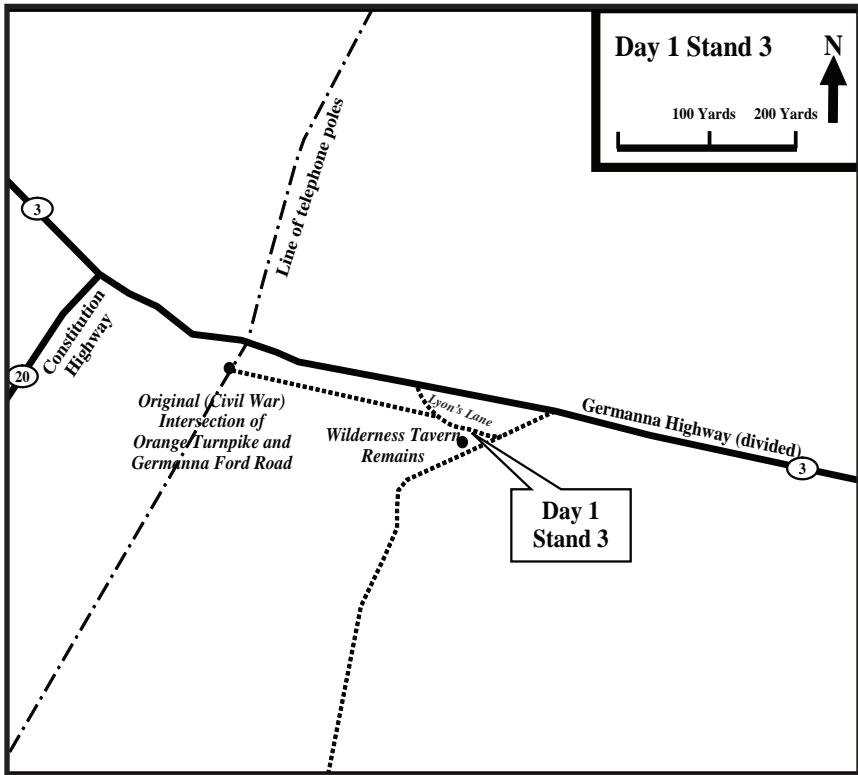 Day 1 Stand 3
N
100 Yards 200 Yards
Line of telephone poles
3
Constitution
Highway
20
Original (Civil War)
Intersection of
Orange Turnpike and
Germanna Ford Road
Lyon's Lane
Wilderness Tavern
Remains
Germanna Highway (divided)
3
Day 1
Stand 3